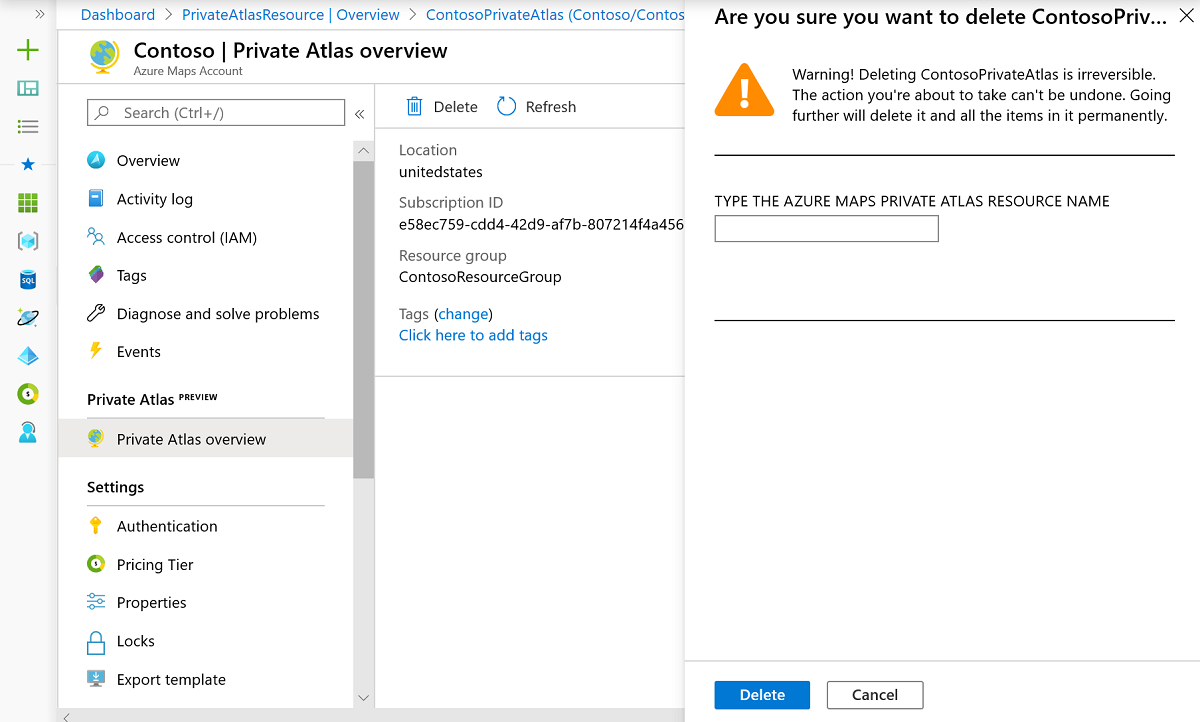 Dashboard > PrivateAtlasResource | Overview > ContosoPrivateAtlas (Contoso/Contos
Contoso | Private Atlas overview
Azure Maps Account
Search (Ctrl+/)
Overview
Activity log
Access control (IAM)
Tags
Diagnose and solve problems
Events
Private Atlas PREVIEW
Private Atlas overview
Settings
Authentication
Pricing Tier
Properties
Locks
Export template
SQL
Delete
Refresh
Location
unitedstates
Subscription ID
e58ec759-cdd4-42d9-af7b-807214f4a456
Resource group
ContosoResourceGroup
Tags (change)
Click here to add tags
Are you sure you want to delete ContosoPriv...
Warning! Deleting ContosoPrivateAtlas is irreversible.
The action you're about to take can't be undone. Going
further will delete it and all the items in it permanently.
TYPE THE AZURE MAPS PRIVATE ATLAS RESOURCE NAME
Delete
Cancel